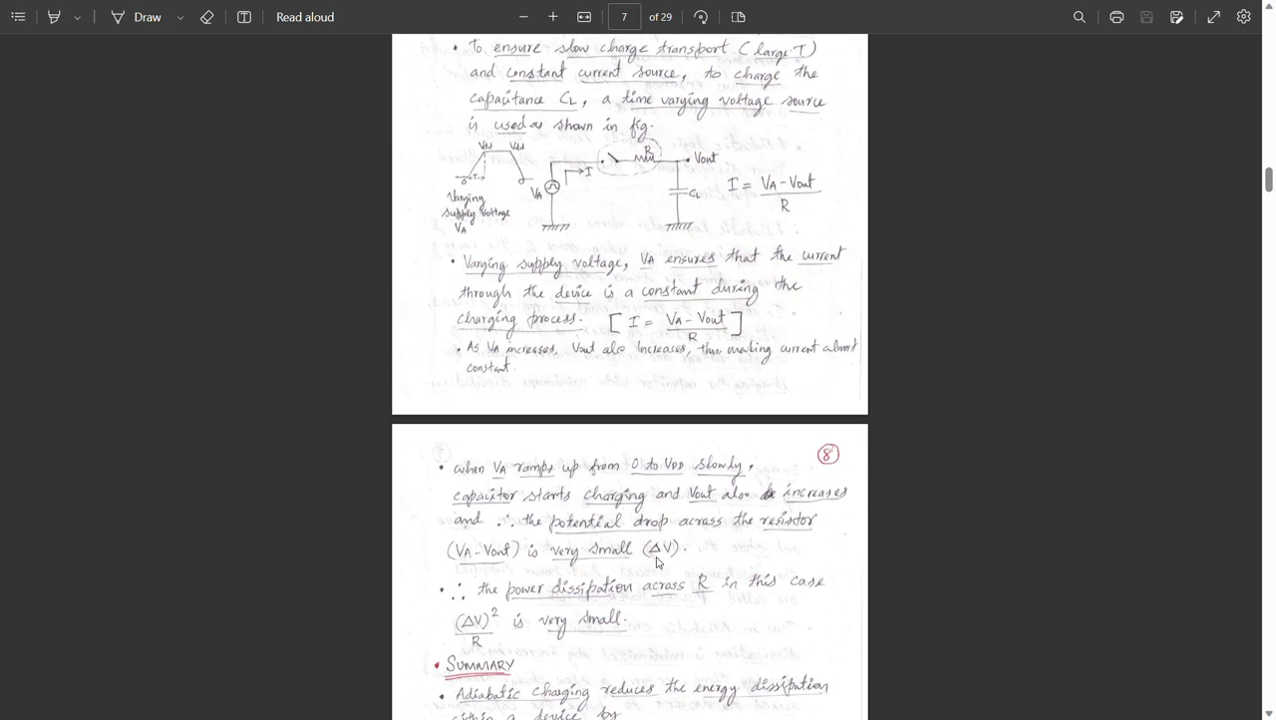 Draw
Read aloud
7
of 29
• To ensure slow charge transport (large T)
and constant current source, to charge the
capacitance CL, a time varying voltage source
is used as shown in fig.
R
Vout
I
VA
CL
I = VA - Vout / R
0
T
Varying
supply voltage
VA
• Varying supply voltage, VA ensures that the current
through the device is a constant during the
charging process. [ I = VA - Vout / R ]
• As VA increases, Vout also increases, thus making current almost
constant.
8
• when VA ramps up from 0 to VDD slowly,
capacitor starts charging and Vout also increases
and ∴ the potential drop across the resistor
(VA - Vout) is very small (ΔV).
• ∴ the power dissipation across R in this case
(ΔV)² / R is very small.
• SUMMARY
• Adiabatic charging reduces the energy dissipation
within a device by